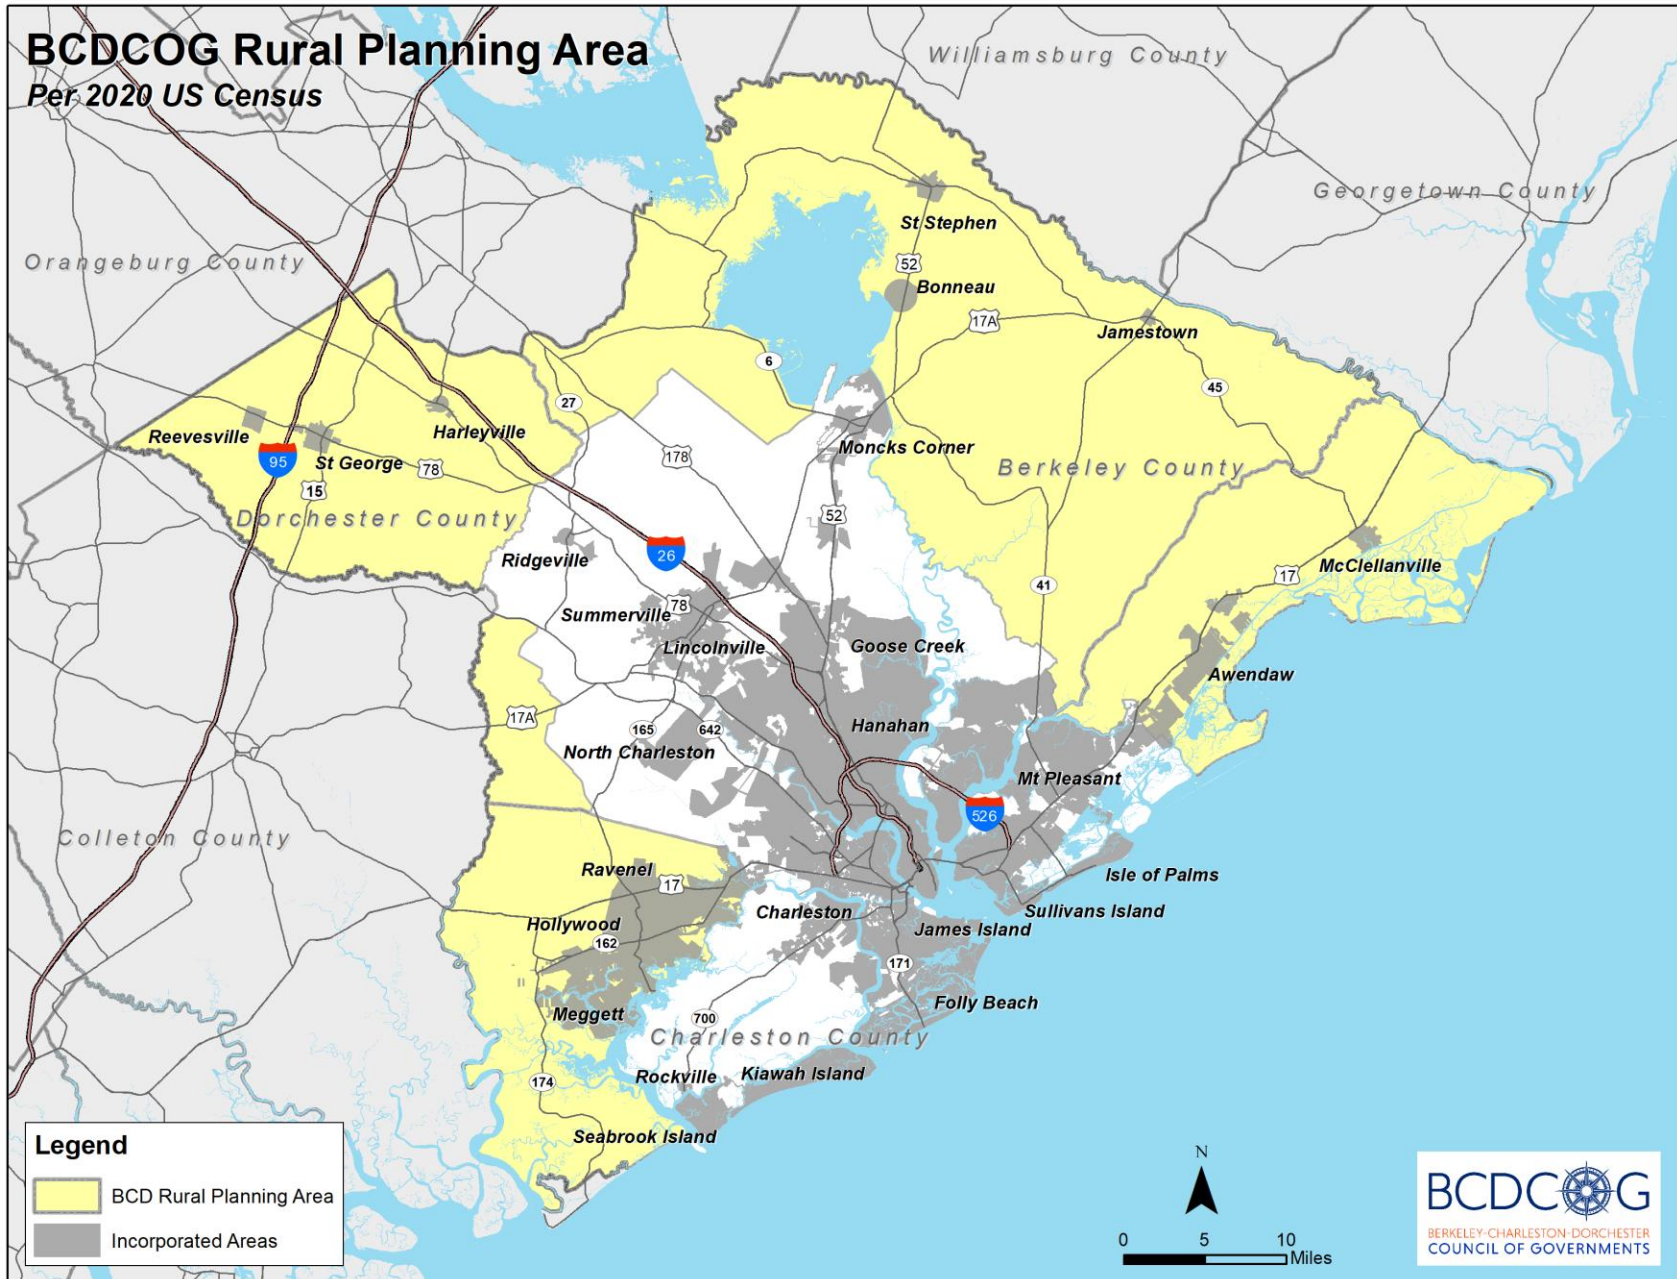 BCDCOG Rural Planning Area
Per 2020 US Census
Williamsburg County
Georgetown County
St Stephen
Orangeburg County
52
Bonneau
17A
Jamestown
6
45
27
Reevesville
Harleyville
Moncks Corner
95
St George
78
178
Berkeley County
15
Dorchester County
52
Ridgeville
26
McClellanville
17
41
Summerville
78
Lincolnville
Goose Creek
Awendaw
17A
165
642
Hanahan
North Charleston
Mt Pleasant
526
Colleton County
Ravenel
17
Isle of Palms
Hollywood
Charleston
Sullivans Island
162
James Island
171
Meggett
Folly Beach
700
Charleston County
174
Rockville
Kiawah Island
Seabrook Island
Legend
BCD Rural Planning Area
Incorporated Areas
N
0 5 10
Miles
BCDCOG
BERKELEY-CHARLESTON-DORCHESTER
COUNCIL OF GOVERNMENTS